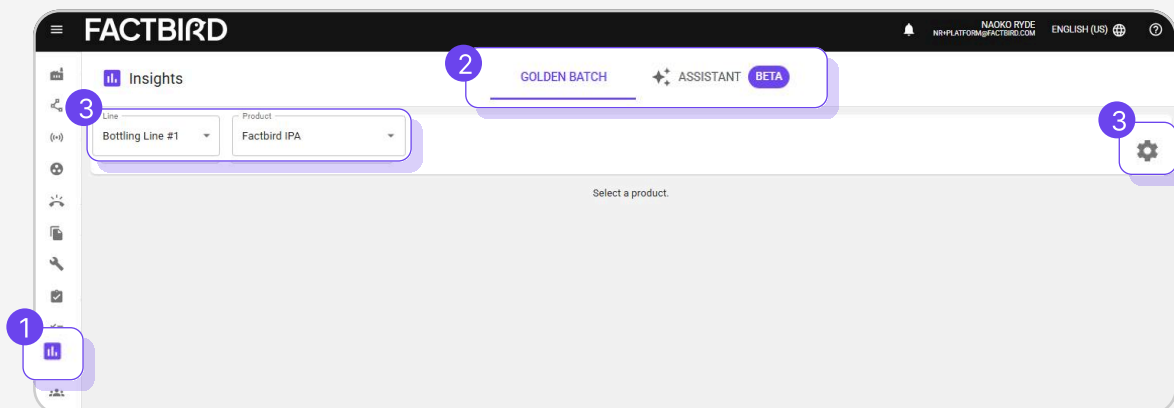 FACTBIRD
NAOKO RYDE
NR+PLATFORM@FACTBIRD.COM
ENGLISH (US)
Insights
2
GOLDEN BATCH
ASSISTANT BETA
3
Line
Bottling Line #1
Product
Factbird IPA
3
Select a product.
1